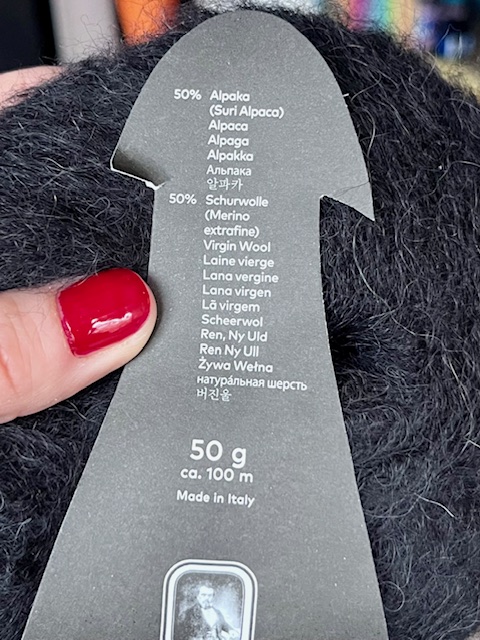 50% Alpaka
(Suri Alpaca)
Alpaca
Alpaga
Alpakka
Альпака
알파카
50% Schurwolle
(Merino
extrafine)
Virgin Wool
Laine vierge
Lana vergine
Lana virgen
Lã virgem
Scheerwol
Ren, Ny Uld
Ren Ny Ull
Żywa Wełna
натура́льная шерсть
버진울
50 g
ca. 100 m
Made in Italy